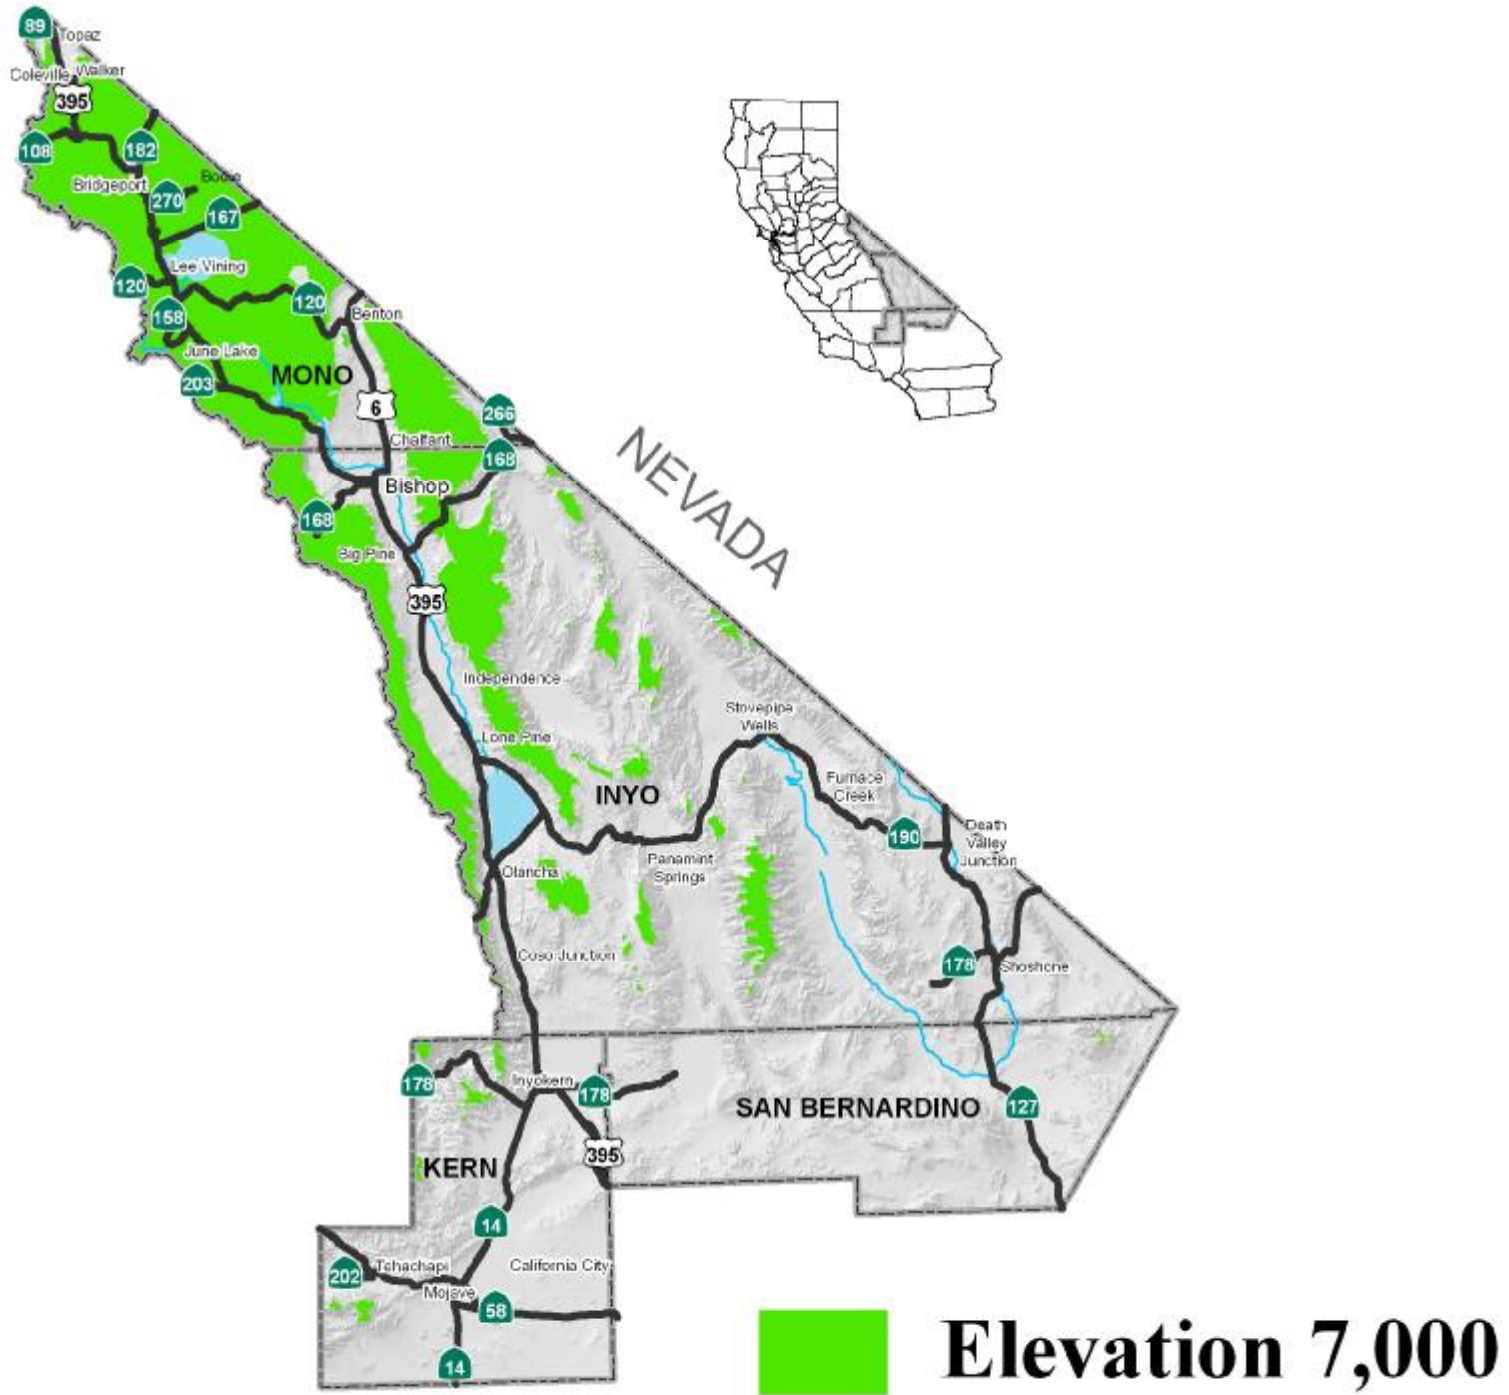 89
Topaz
Coleville
Walker
395
108
182
Bridgeport
Bodie
270
167
Lee Vining
120
120
158
Benton
June Lake
MONO
203
6
266
Chalfant
168
NEVADA
Bishop
168
Big Pine
395
Independence
Stovepipe
Wells
Lone Pine
Furnace
Creek
INYO
190
Death
Valley
Junction
Panamint
Springs
Olancha
Coso Junction
178
Shoshone
178
Inyokern
178
SAN BERNARDINO
127
395
KERN
14
202
Tehachapi
California City
Mojave
58
14
Elevation 7,000